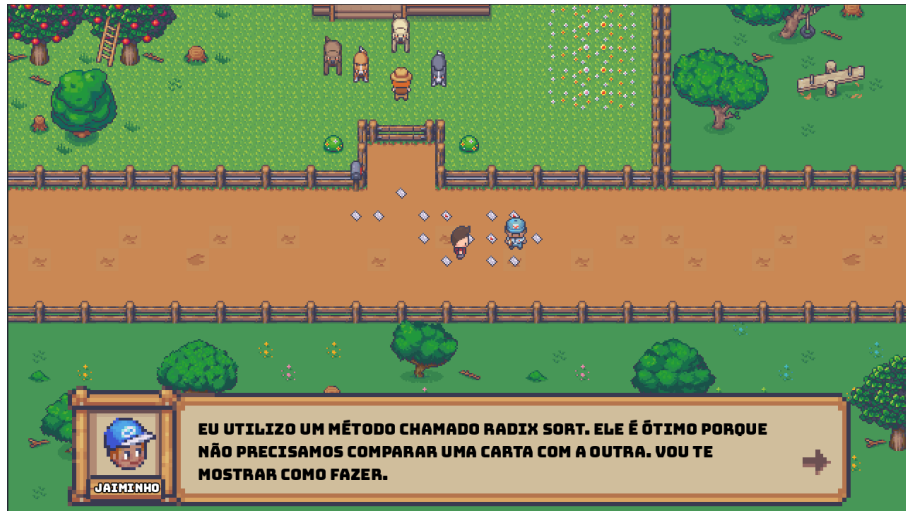 EU UTILIZO UM MÉTODO CHAMADO RADIX SORT. ELE É ÓTIMO PORQUE
NÃO PRECISAMOS COMPARAR UMA CARTA COM A OUTRA. VOU TE
MOSTRAR COMO FAZER.
JAIMINHO